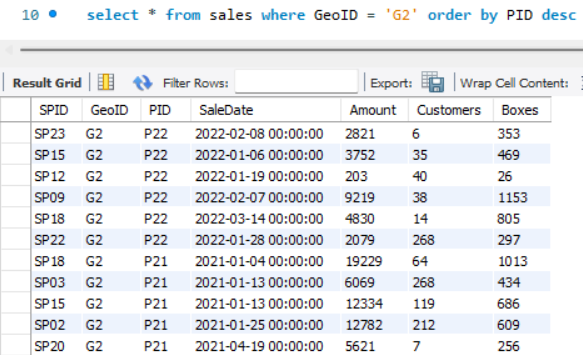 10 select * from sales where GeoID = 'G2' order by PID desc
Result Grid Filter Rows: Export: Wrap Cell Content:
SPID GeoID PID SaleDate Amount Customers Boxes
SP23 G2 P22 2022-02-08 00:00:00 2821 6 353
SP15 G2 P22 2022-01-06 00:00:00 3752 35 469
SP12 G2 P22 2022-01-19 00:00:00 203 40 26
SP09 G2 P22 2022-02-07 00:00:00 9219 38 1153
SP18 G2 P22 2022-03-14 00:00:00 4830 14 805
SP22 G2 P22 2022-01-28 00:00:00 2079 268 297
SP18 G2 P21 2021-01-04 00:00:00 19229 64 1013
SP03 G2 P21 2021-01-13 00:00:00 6069 268 434
SP15 G2 P21 2021-01-13 00:00:00 12334 119 686
SP02 G2 P21 2021-01-25 00:00:00 12782 212 609
SP20 G2 P21 2021-04-19 00:00:00 5621 7 256